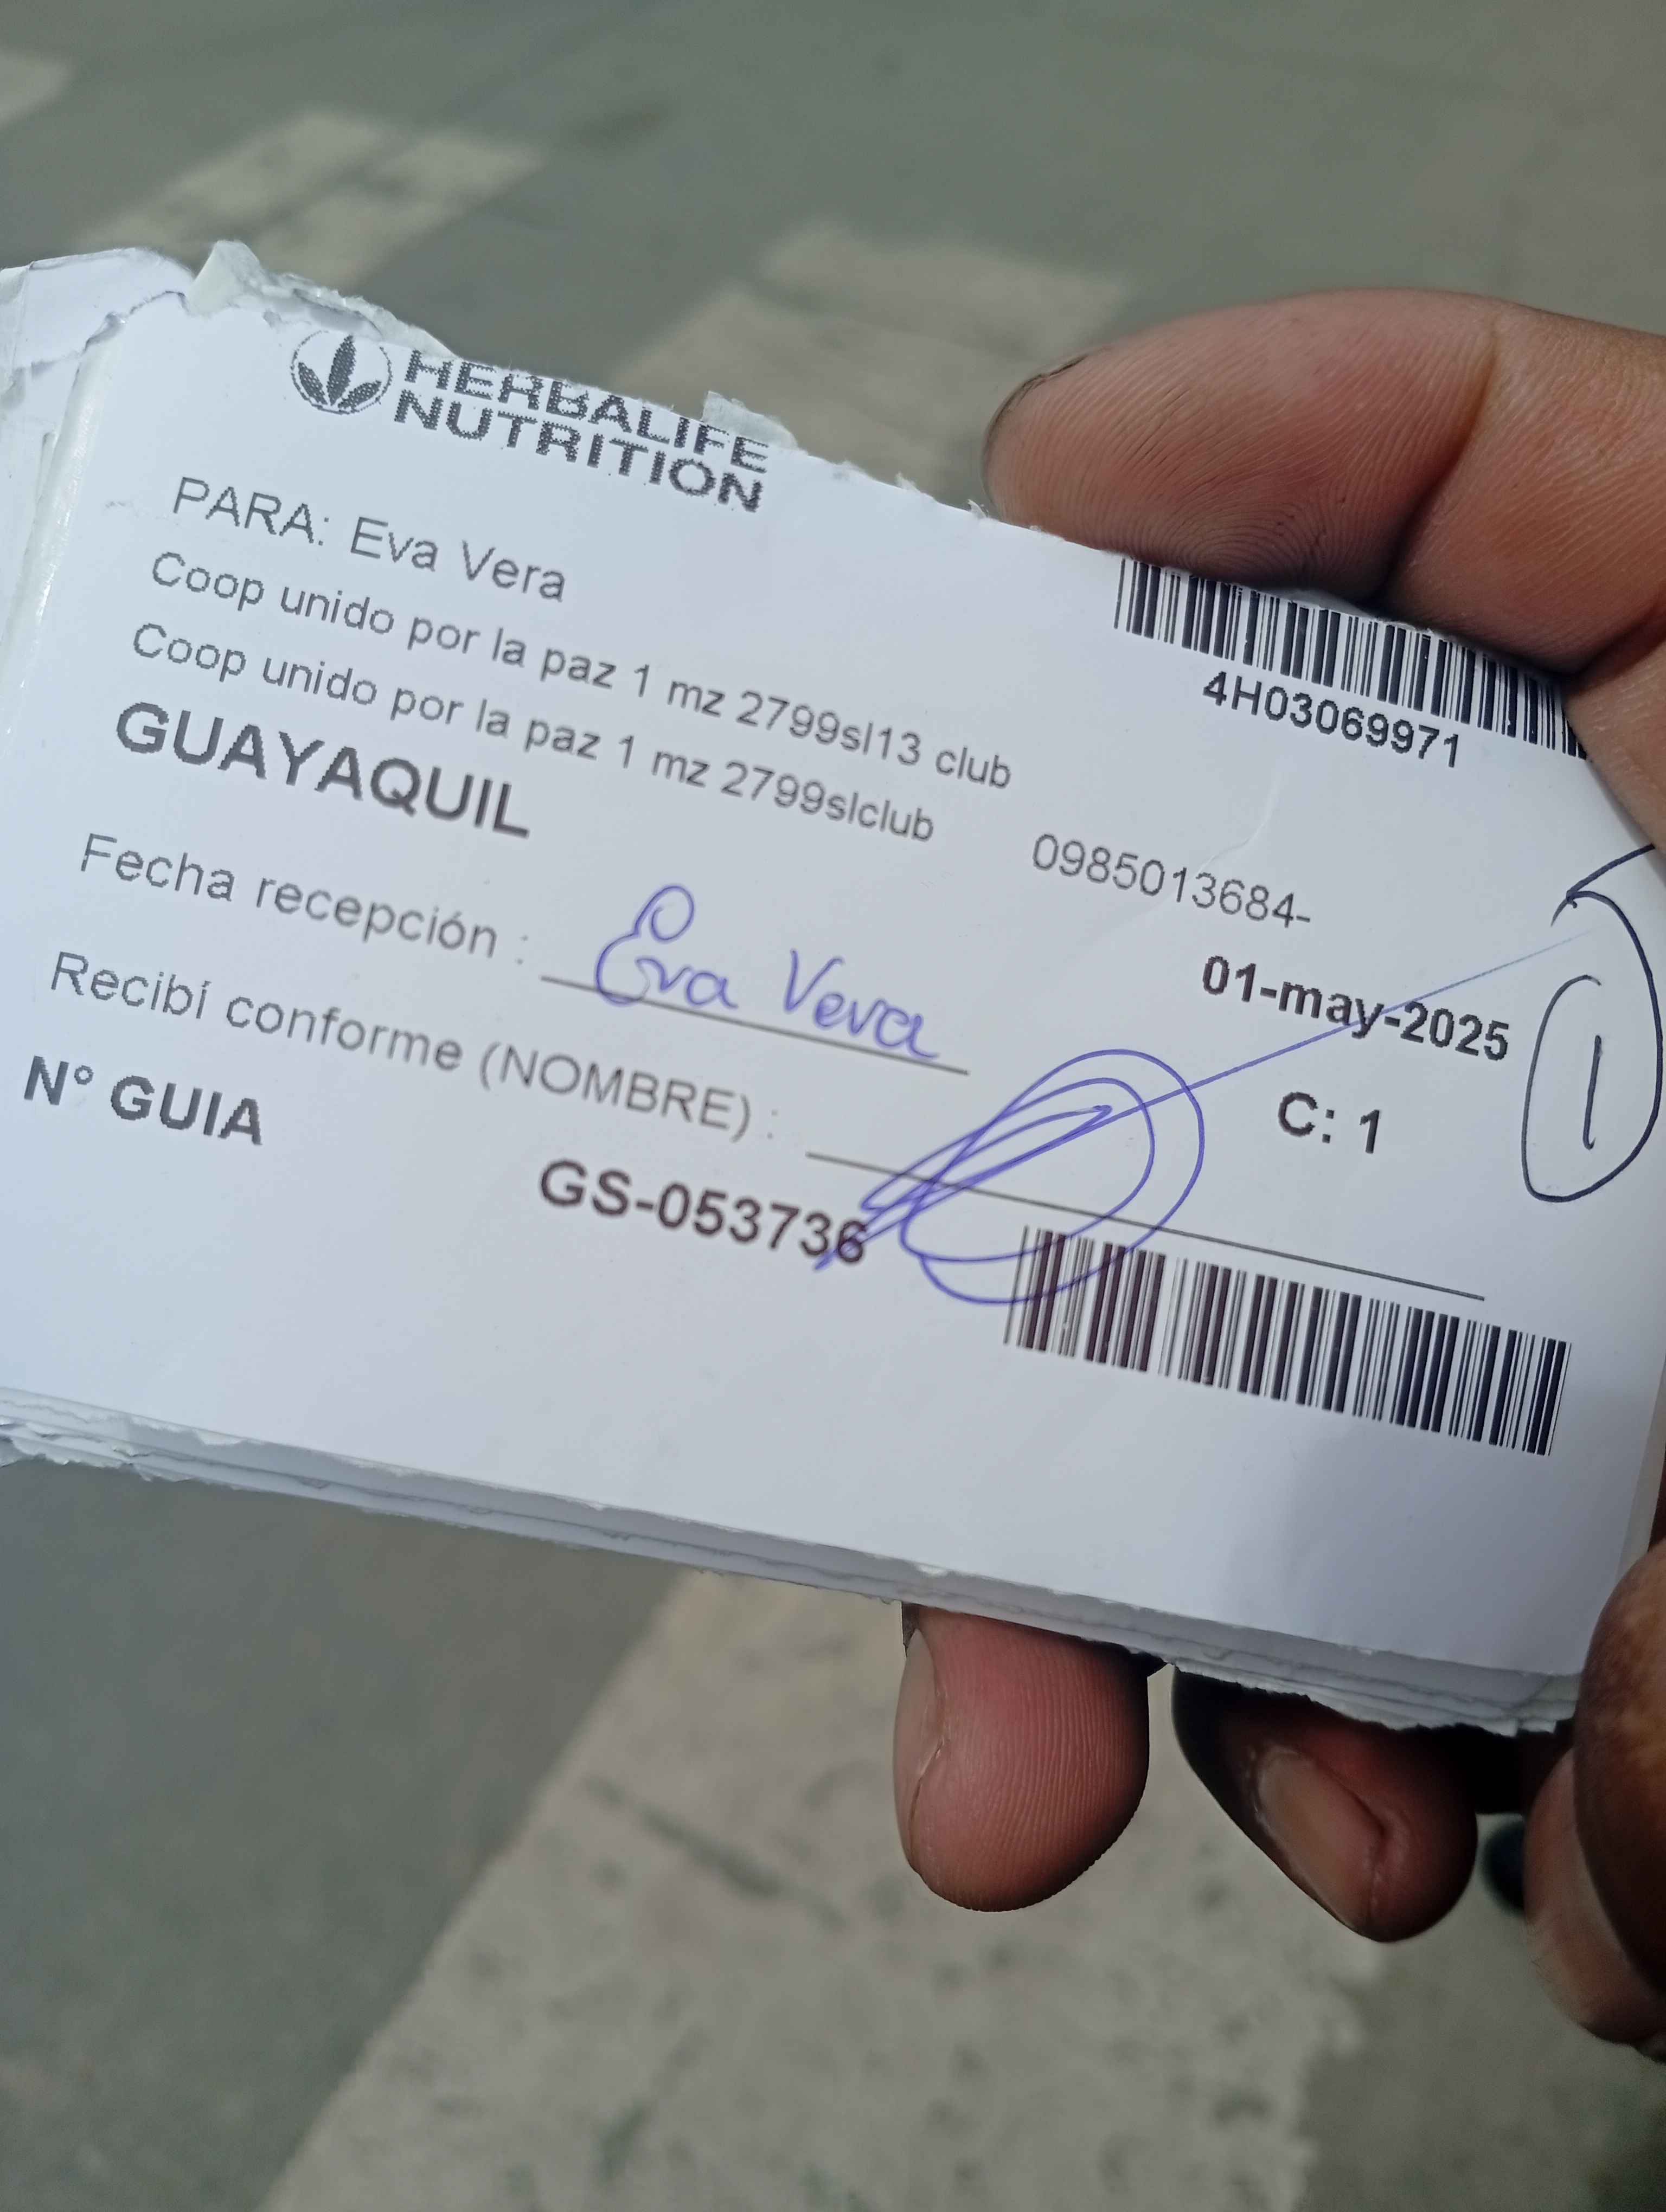 HERBALIFE
NUTRITION
4H03069971
PARA: Eva Vera
Coop unido por la paz 1 mz 2799sl13 club
Coop unido por la paz 1 mz 2799slclub 0985013684-
GUAYAQUIL
01-may-2025
Fecha recepción : Eva Vera
C: 1
1
Recibí conforme (NOMBRE) :
N° GUIA GS-053736